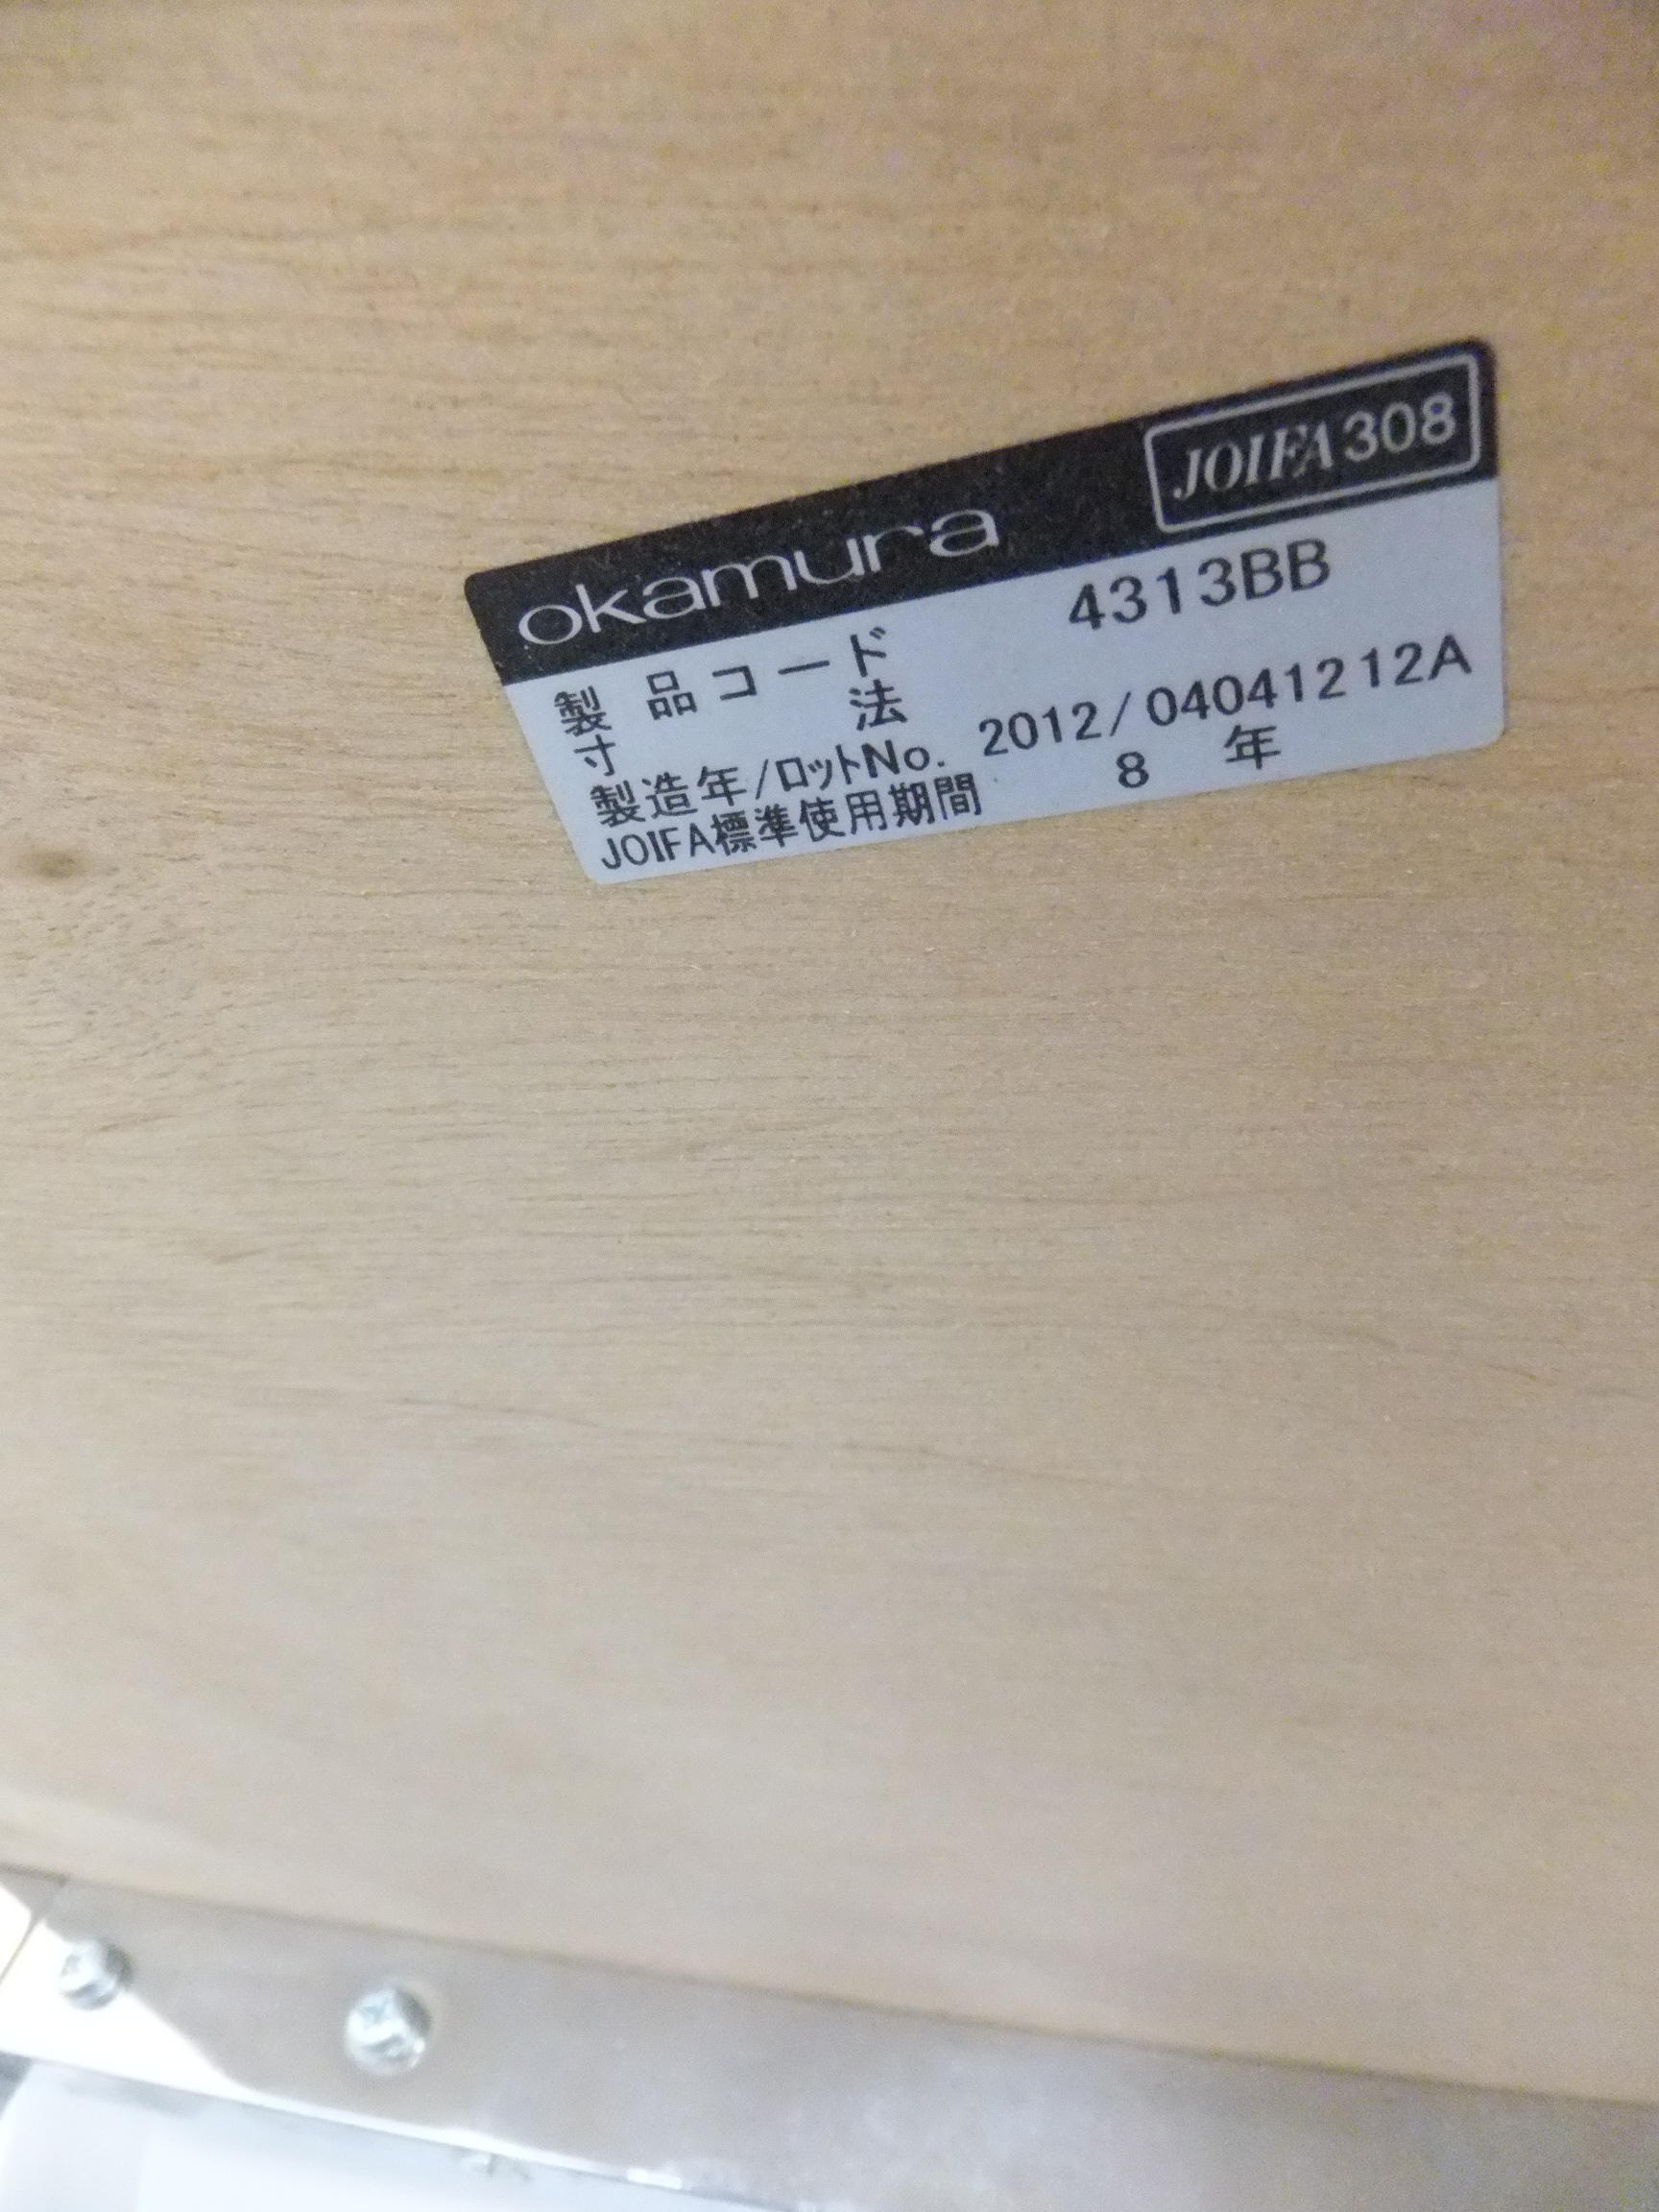 okamura JOIFA308
製品コード 4313BB
寸法
製造年/ロットNo. 2012/04041212A
JOIFA標準使用期間 8年